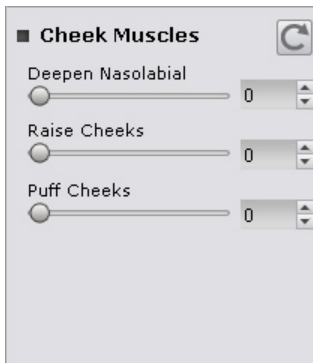 Cheek Muscles
Deepen Nasolabial
0
Raise Cheeks
0
Puff Cheeks
0